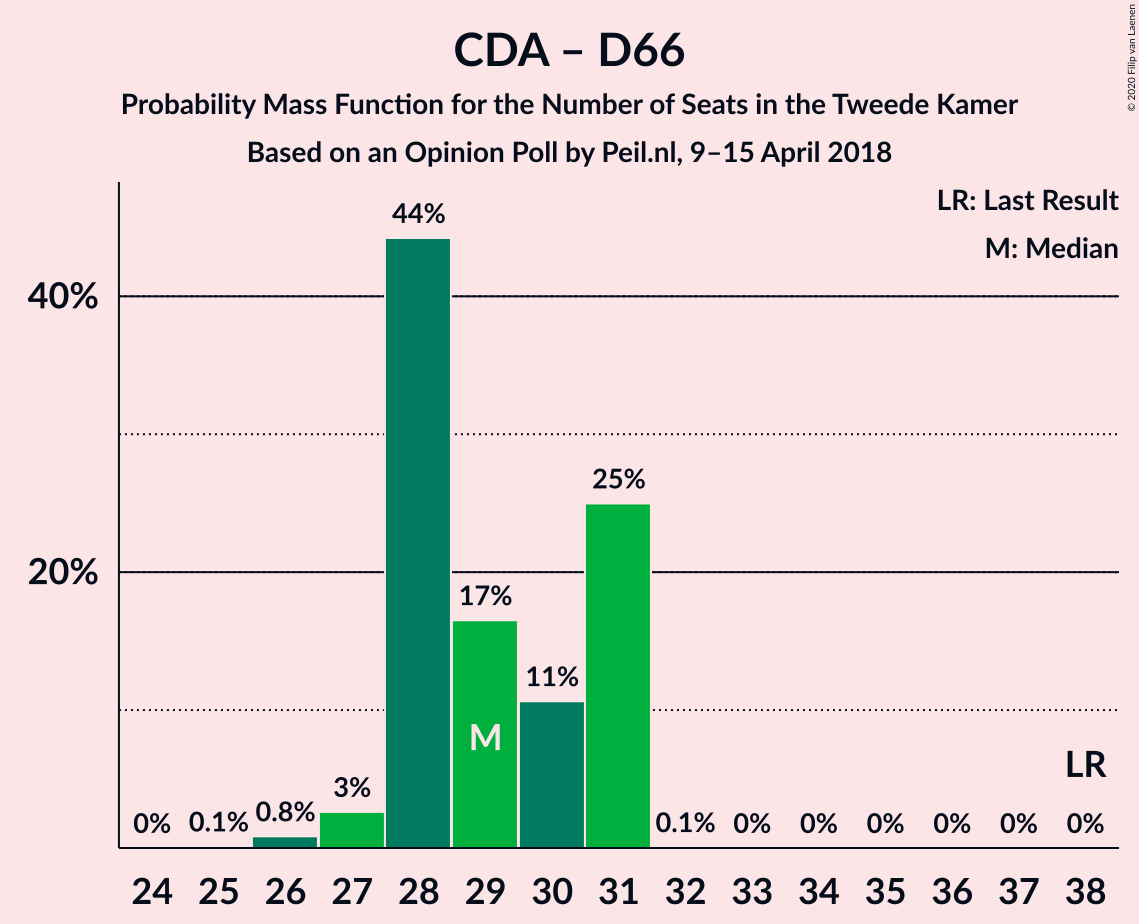 CDA – D66
Probability Mass Function for the Number of Seats in the Tweede Kamer
Based on an Opinion Poll by Peil.nl, 9–15 April 2018
© 2020 Filip van Laenen
LR: Last Result
M: Median
44%
40%
25%
20%
17%
11%
M
LR
3%
0% 0.1% 0.8% 0.1% 0% 0% 0% 0% 0% 0%
24 25 26 27 28 29 30 31 32 33 34 35 36 37 38